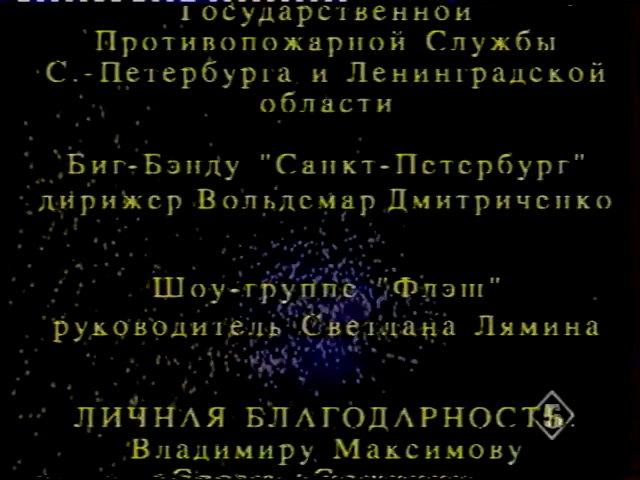 Государственной
Противопожарной Службы
С.-Петербурга и Ленинградской
области
Биг-Бэнду "Санкт-Петербург"
дирижер Вольдемар Дмитриченко
Шоу-группе "Флэш"
руководитель Светлана Лямина
ЛИЧНАЯ БЛАГОДАРНОСТЬ:
5
Владимиру Максимову